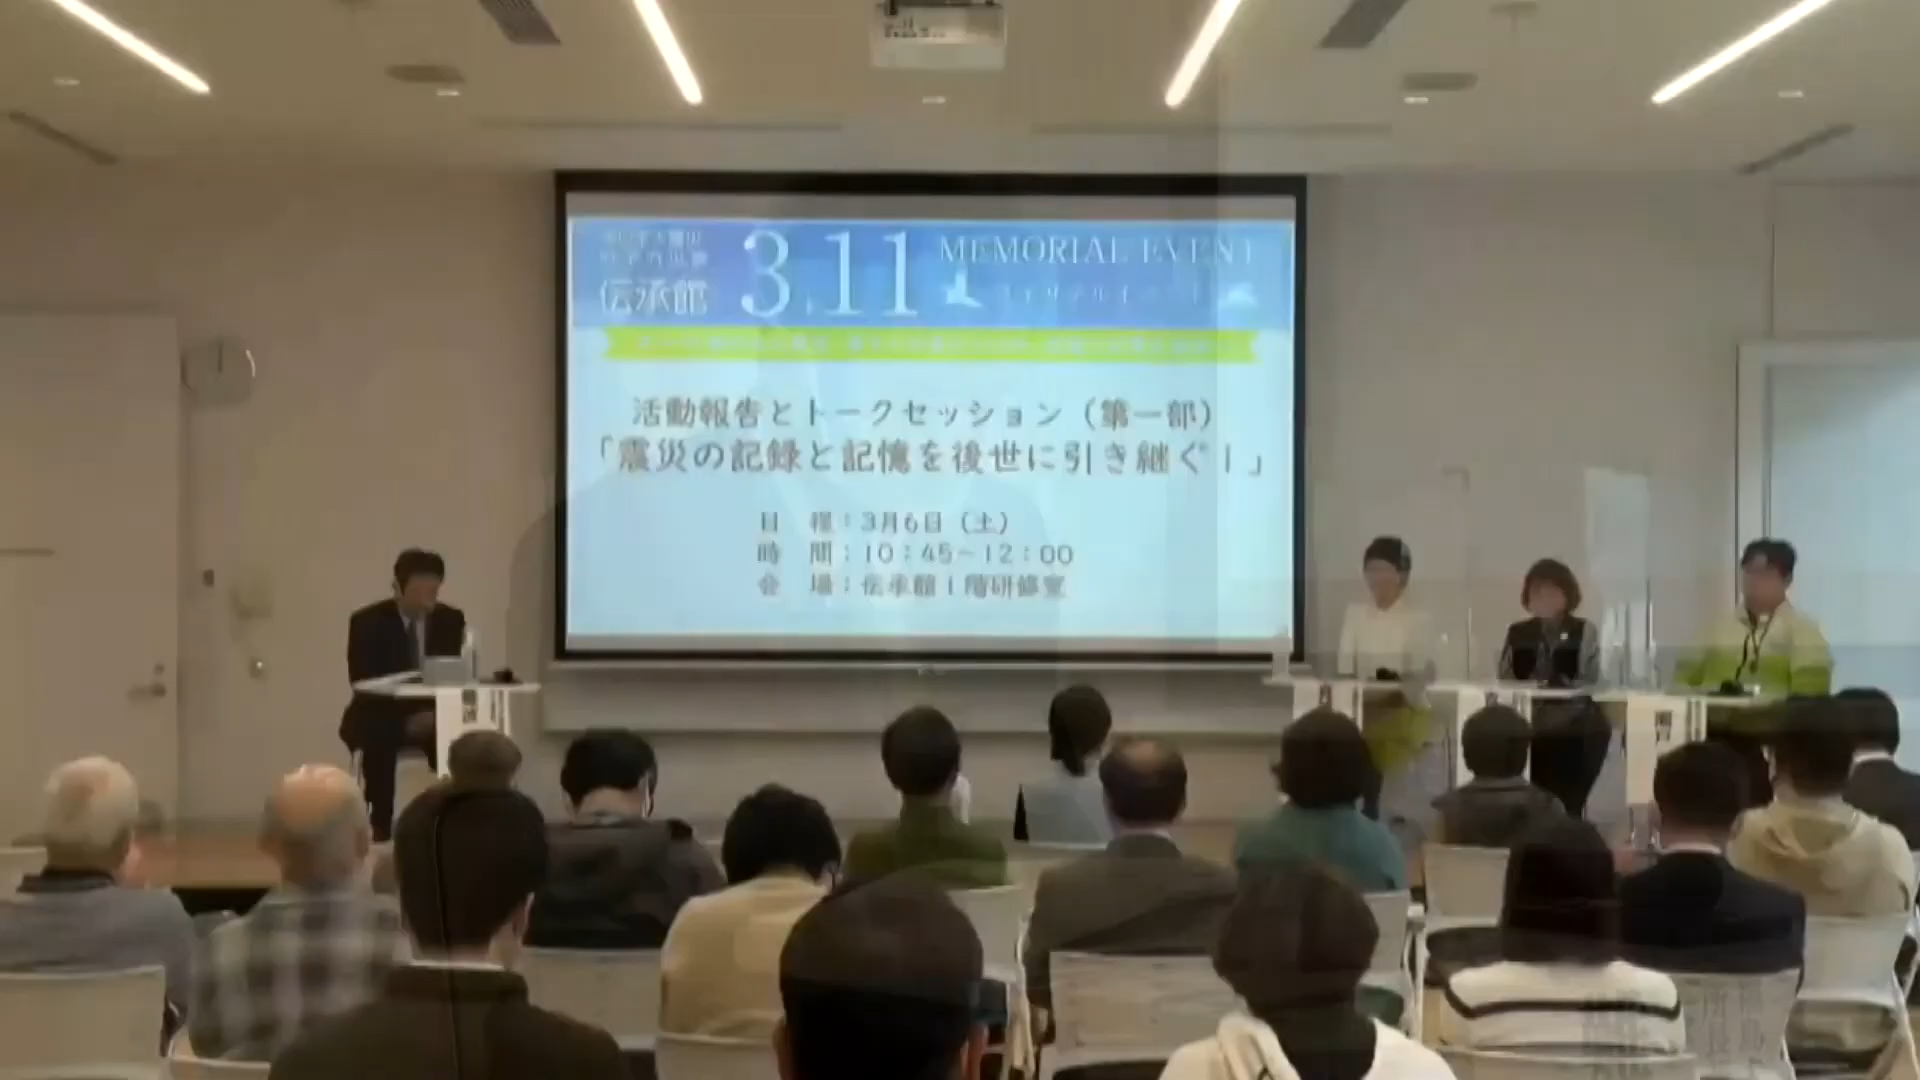 伝承館
3.11
MEMORIAL EVENT
活動報告とトークセッション（第一部）
「震災の記録と記憶を後世に引き継ぐ１」
日　程：3月6日（土）
時　間：10：45～12：00
会　場：伝承館1階研修室